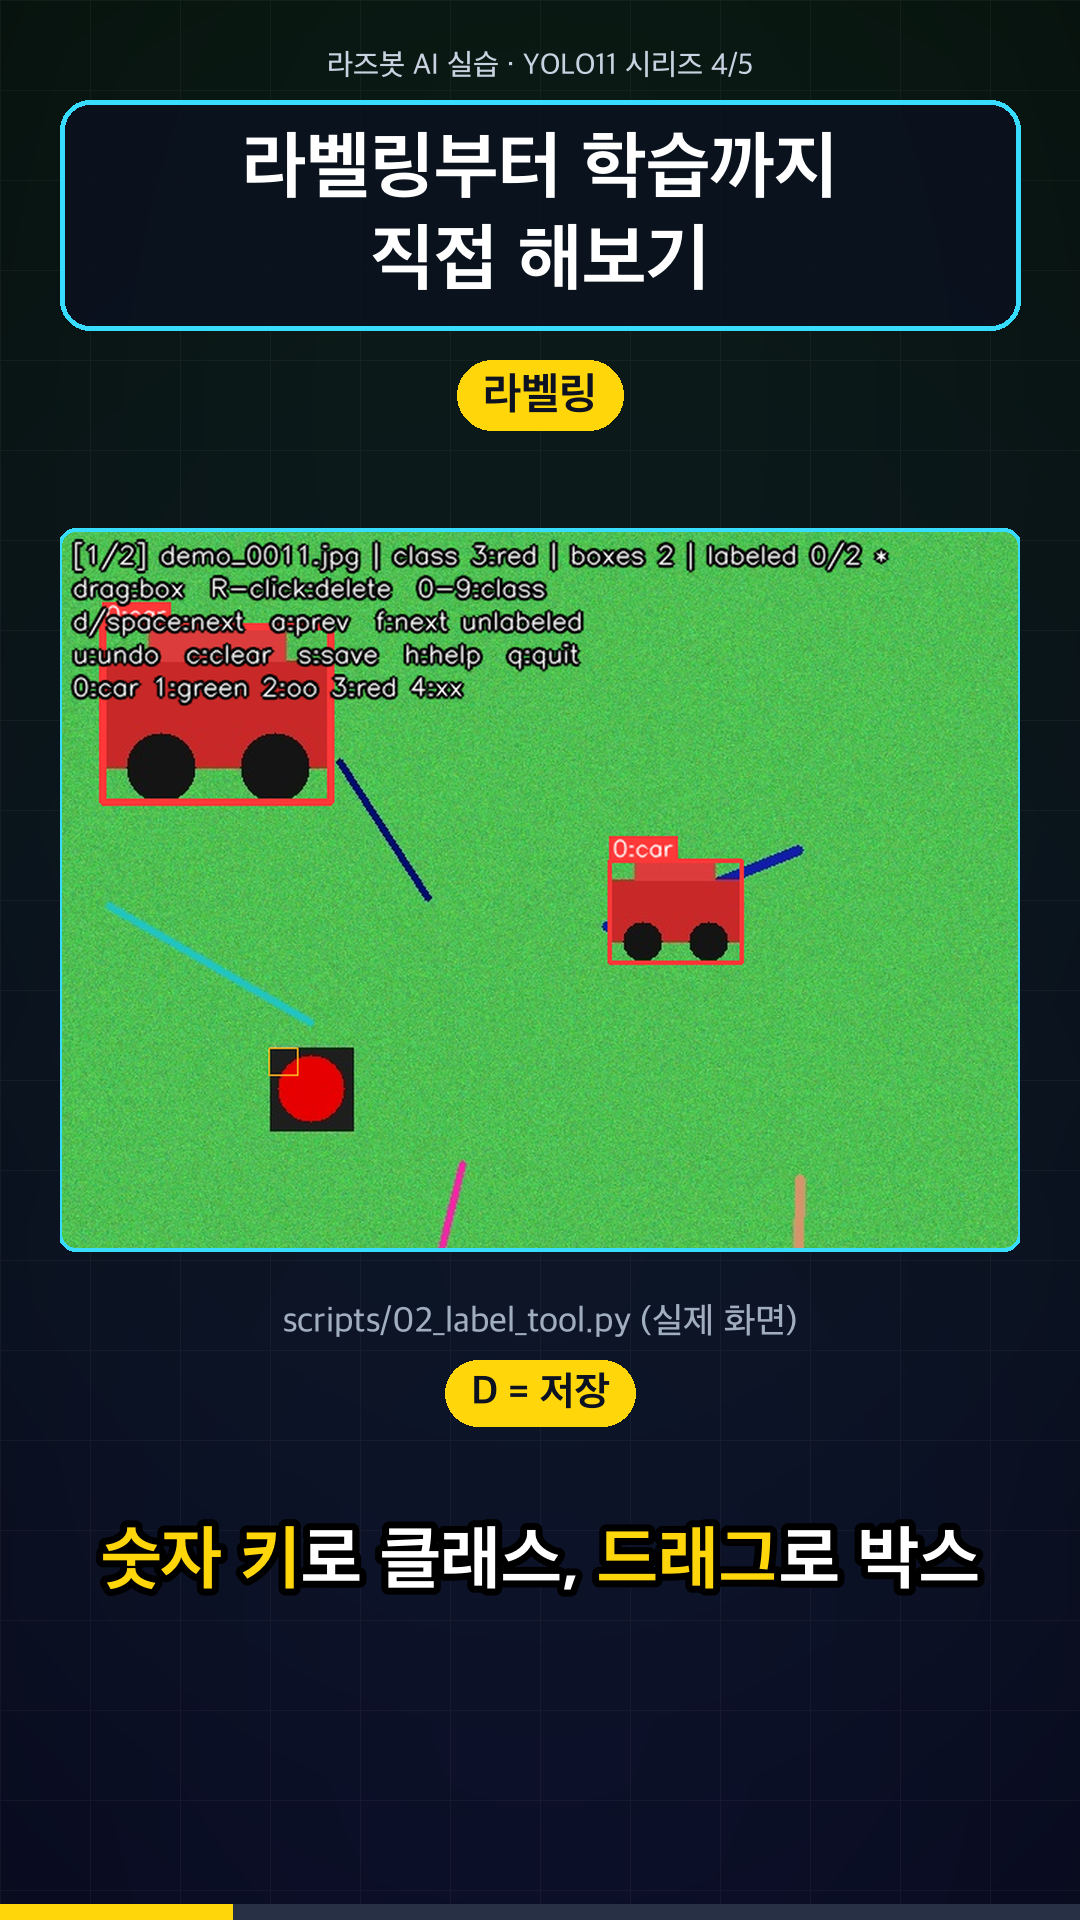 라즈봇 AI 실습 · YOLO11 시리즈 4/5
라벨링부터 학습까지
직접 해보기
라벨링
[1/2] demo_0011.jpg | class 3:red | boxes 2 | labeled 0/2 *
drag:box R-click:delete 0-9:class
0:car
d/space:next a:prev f:next unlabeled
u:undo c:clear s:save h:help q:quit
0:car 1:green 2:oo 3:red 4:xx
0:car
scripts/02_label_tool.py (실제 화면)
D = 저장
숫자 키로 클래스, 드래그로 박스